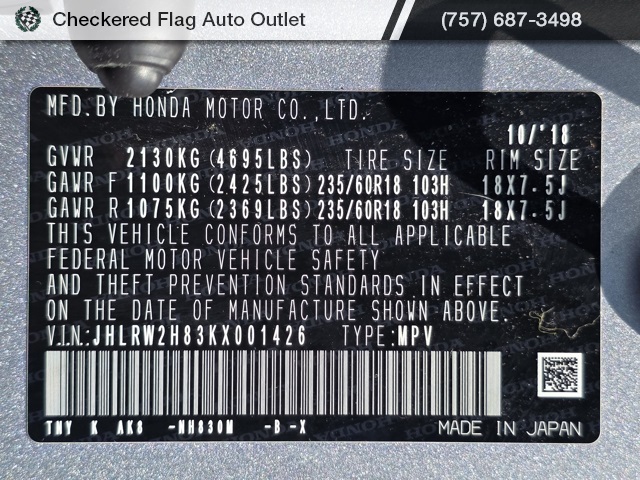 Checkered Flag Auto Outlet (757) 687-3498
MFD.BY HONDA MOTOR CO.,LTD.
10/'18
GVWR 2130KG(4695LBS) TIRE SIZE RIM SIZE
GAWR F1100KG(2425LBS)235/60R18 103H 18X7.5J
GAWR R1075KG(2369LBS)235/60R18 103H 18X7.5J
THIS VEHICLE CONFORMS TO ALL APPLICABLE
FEDERAL MOTOR VEHICLE SAFETY
AND THEFT PREVENTION STANDARDS IN EFFECT
ON THE DATE OF MANUFACTURE SHOWN ABOVE.
V.I.N.:JHLRW2H83KX001426 TYPE:MPV
TNY K AK8 -NH830M -B -X MADE IN JAPAN